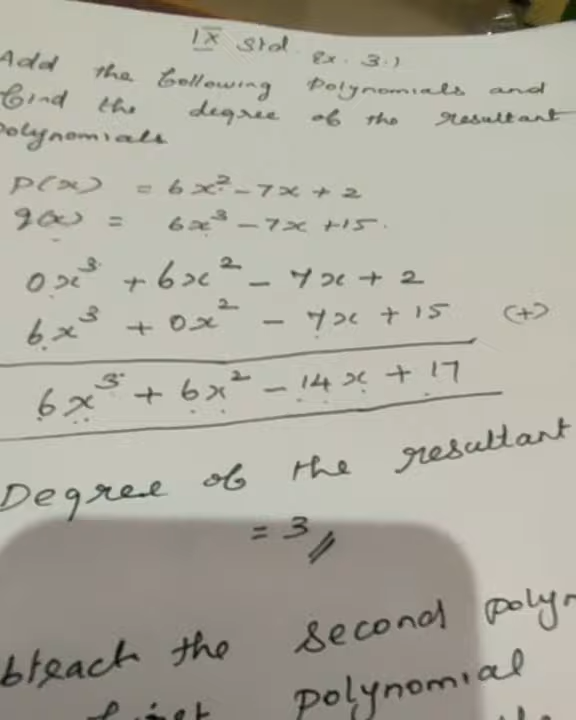 IX std Ex. 3.1
Add the following Polynomials and
find the degree of the resultant
Polynomials
P(x) = 6x² - 7x + 2
q(x) = 6x³ - 7x + 15.
0x³ + 6x² - 7x + 2
6x³ + 0x² - 7x + 15 (+)
6x³ + 6x² - 14x + 17
Degree of the resultant
= 3 //
the second
polynomial